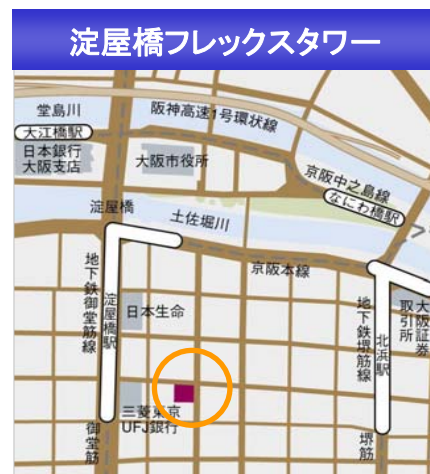 淀屋橋フレックスタワー
堂島川
阪神高速1号環状線
大江橋駅
日本銀行
大阪支店
大阪市役所
京阪中之島線
なにわ橋駅
淀屋橋
土佐堀川
京阪本線
地下鉄御堂筋線
淀屋橋駅
日本生命
地下鉄堺筋線
北浜駅
大阪証券
取引所
三菱東京
UFJ銀行
御堂筋
堺筋